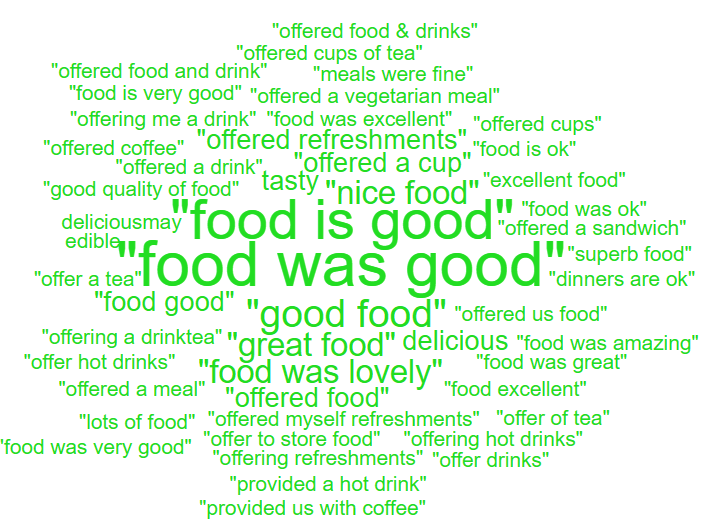 "offered food & drinks"
"offered cups of tea"
"offered food and drink" "meals were fine"
"food is very good" "offered a vegetarian meal"
"offering me a drink" "food was excellent" "offered cups"
"offered coffee" "offered refreshments" "food is ok"
"offered a drink" "offered a cup"
"good quality of food" tasty "nice food" "excellent food"
deliciousmay "food is good" "food was ok"
"offered a sandwich"
edible "food was good" "superb food"
"offer a tea" "dinners are ok"
"food good" "good food" "offered us food"
"offering a drinktea" "great food" delicious "food was amazing"
"offer hot drinks" "food was lovely" "food was great"
"offered a meal" "offered food" "food excellent"
"lots of food" "offered myself refreshments" "offer of tea"
'food was very good" "offer to store food" "offering hot drinks"
"offering refreshments" "offer drinks"
"provided a hot drink"
"provided us with coffee"